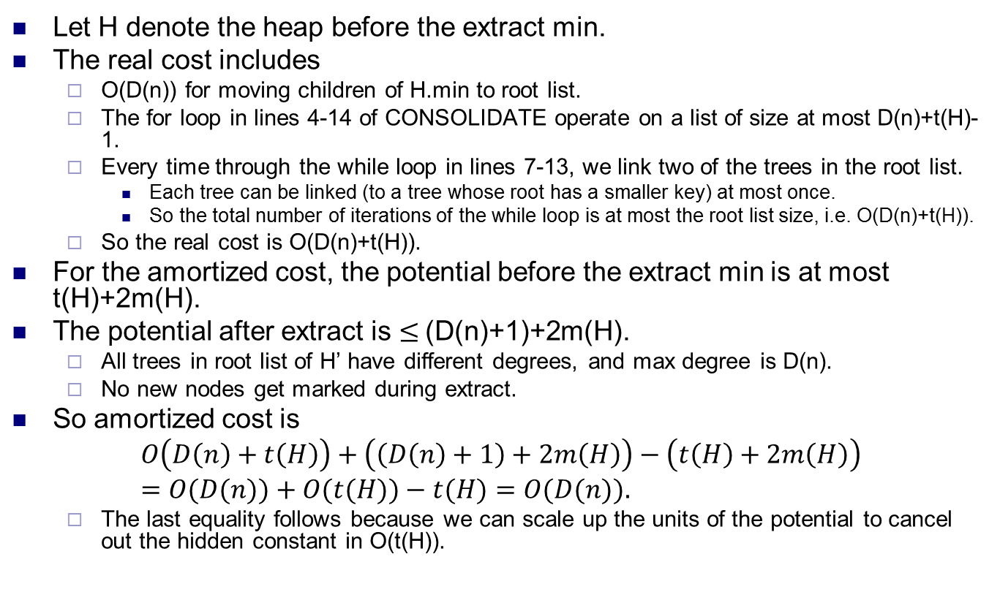 Let H denote the heap before the extract min.
The real cost includes
O(D(n)) for moving children of H.min to root list.
The for loop in lines 4-14 of CONSOLIDATE operate on a list of size at most D(n)+t(H)-
1.
Every time through the while loop in lines 7-13, we link two of the trees in the root list.
Each tree can be linked (to a tree whose root has a smaller key) at most once.
So the total number of iterations of the while loop is at most the root list size, i.e. O(D(n)+t(H)).
So the real cost is O(D(n)+t(H)).
For the amortized cost, the potential before the extract min is at most
t(H)+2m(H).
The potential after extract is ≤ (D(n)+1)+2m(H).
All trees in root list of H’ have different degrees, and max degree is D(n).
No new nodes get marked during extract.
So amortized cost is
O(D(n) + t(H)) + ((D(n) + 1) + 2m(H)) − (t(H) + 2m(H))
= O(D(n)) + O(t(H)) − t(H) = O(D(n)).
The last equality follows because we can scale up the units of the potential to cancel
out the hidden constant in O(t(H)).